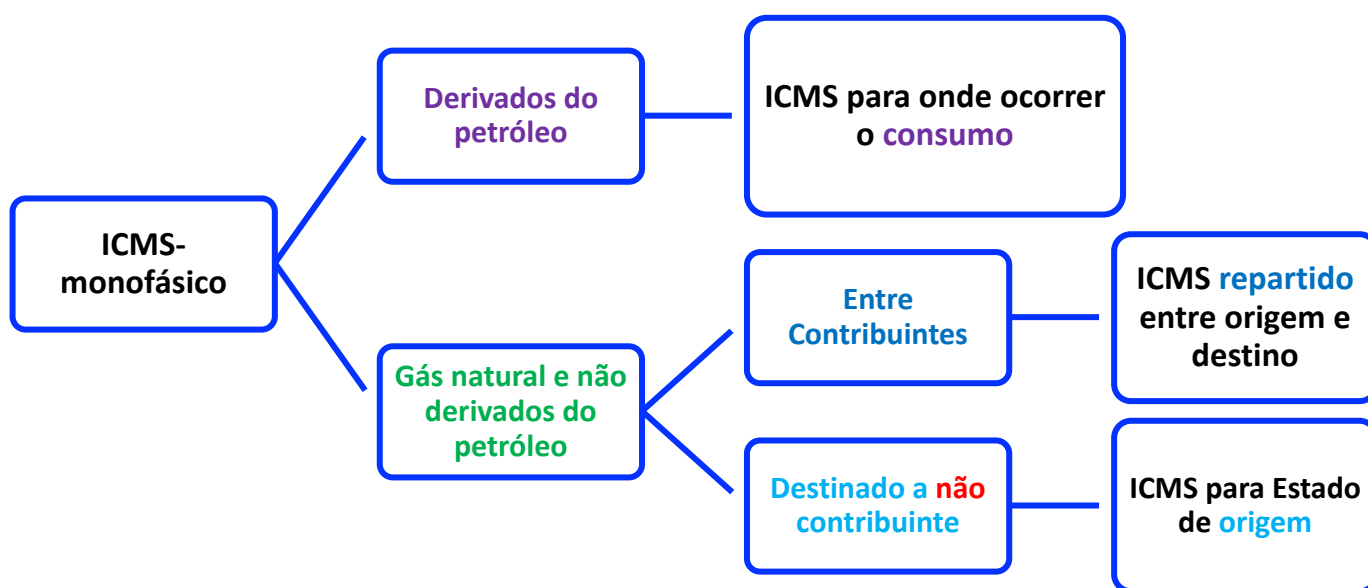 ICMS-
monofásico
Derivados do
petróleo
ICMS para onde ocorrer
o consumo
Gás natural e não
derivados do
petróleo
Entre
Contribuintes
ICMS repartido
entre origem e
destino
Destinado a não
contribuinte
ICMS para Estado
de origem